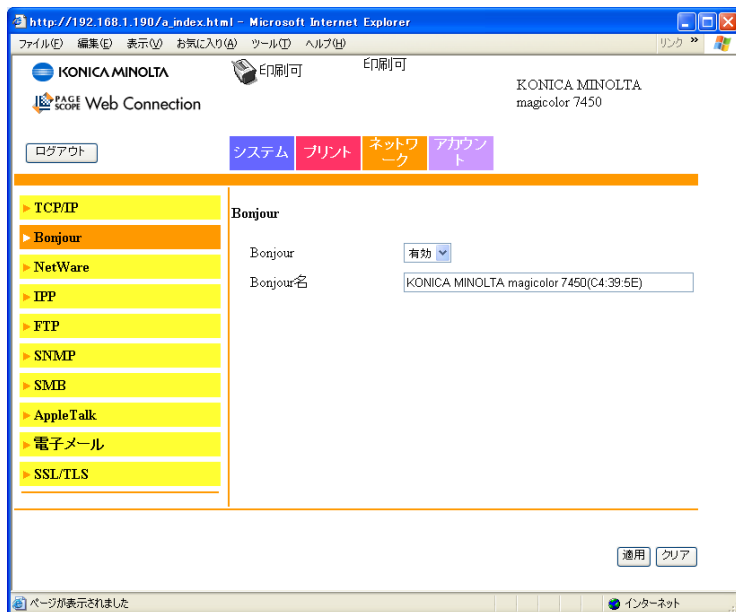 http://192.168.1.190/a_index.html - Microsoft Internet Explorer
ファイル(F) 編集(E) 表示(V) お気に入り(A) ツール(T) ヘルプ(H) リンク »
KONICA MINOLTA 印刷可 印刷可
PAGE SCOPE Web Connection
KONICA MINOLTA
magicolor 7450
ログアウト
システム
プリント
ネットワ
ーク
アカウン
ト
TCP/IP
Bonjour
NetWare
IPP
FTP
SNMP
SMB
AppleTalk
電子メール
SSL/TLS
Bonjour
Bonjour 有効
Bonjour名 KONICA MINOLTA magicolor 7450(C4:39:5E)
適用 クリア
ページが表示されました インターネット